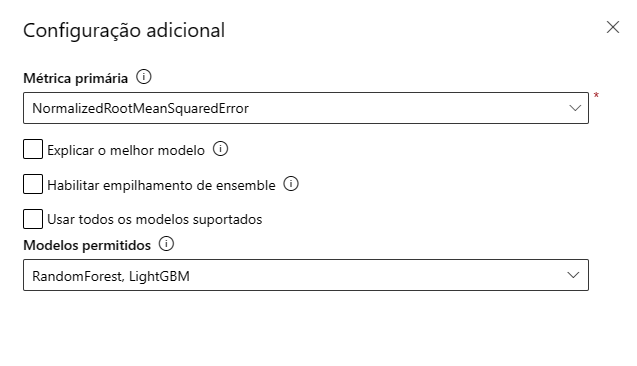 Configuração adicional
Métrica primária
*
NormalizedRootMeanSquaredError
Explicar o melhor modelo
Habilitar empilhamento de ensemble
Usar todos os modelos suportados
Modelos permitidos
RandomForest, LightGBM